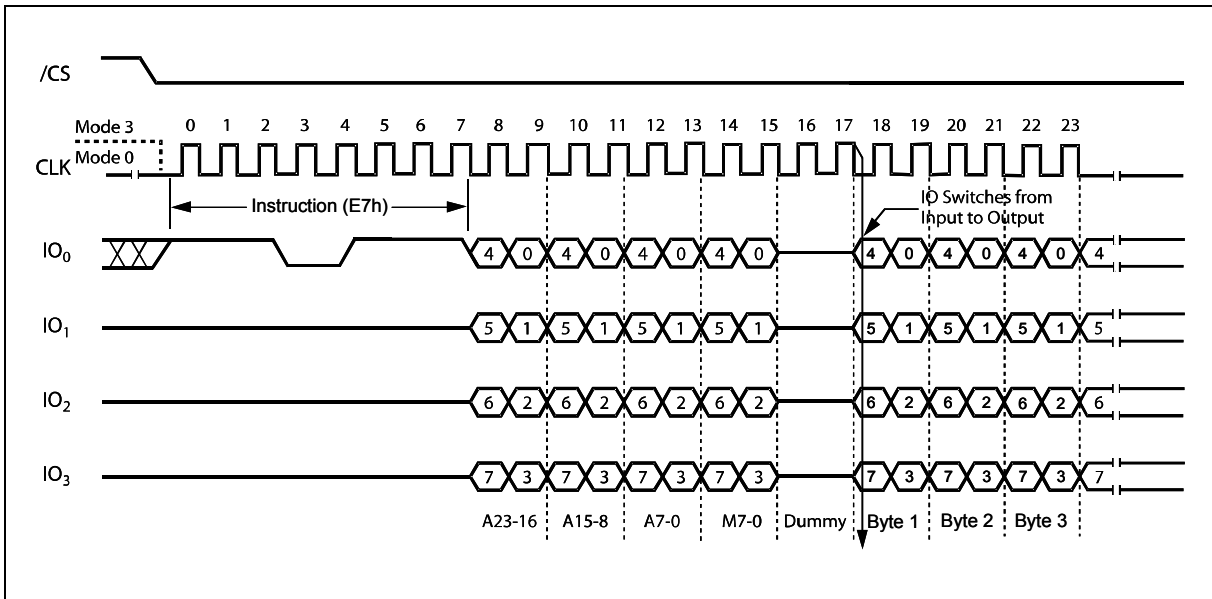 /CS
Mode 3
0 1 2 3 4 5 6 7 8 9 10 11 12 13 14 15 16 17 18 19 20 21 22 23
CLK
Mode 0
Instruction (E7h)
IO Switches from
Input to Output
IO0
4 0 4 0 4 0 4 0 4 0 4 0 4 0 4
IO1
5 1 5 1 5 1 5 1 5 1 5 1 5 1 5
IO2
6 2 6 2 6 2 6 2 6 2 6 2 6 2 6
IO3
7 3 7 3 7 3 7 3 7 3 7 3 7 3 7
A23-16 A15-8 A7-0 M7-0 Dummy Byte 1 Byte 2 Byte 3